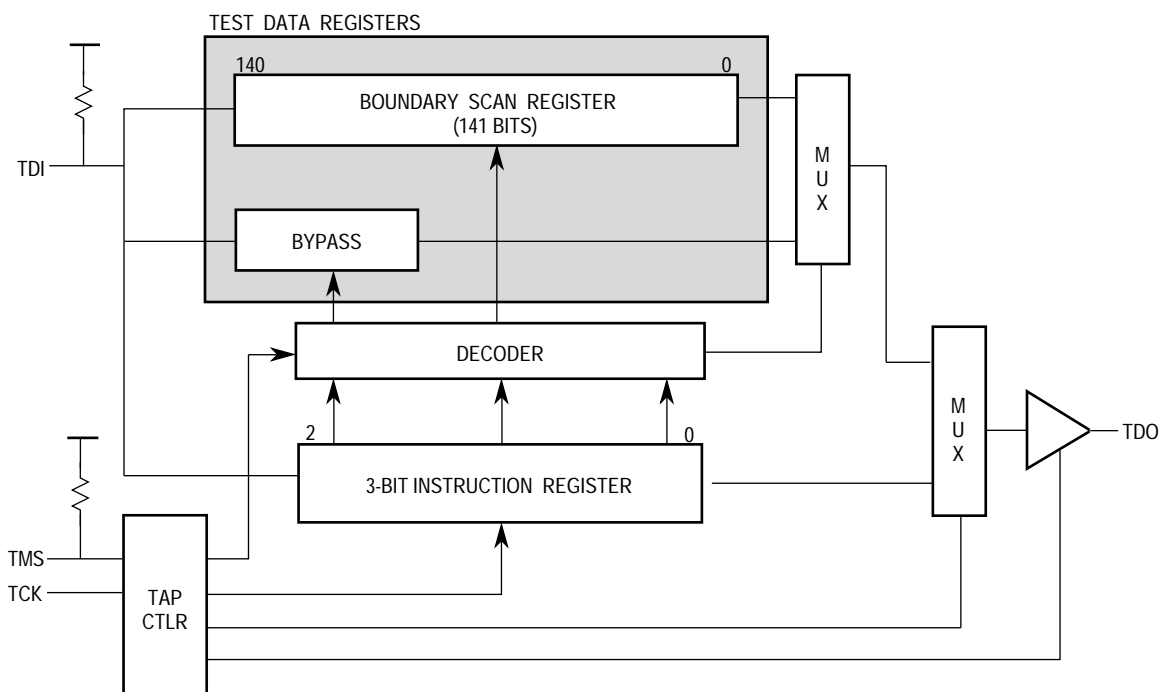 TEST DATA REGISTERS
140
0
BOUNDARY SCAN REGISTER
(141 BITS)
TDI
M
U
X
BYPASS
DECODER
2
0
3-BIT INSTRUCTION REGISTER
M
U
X
TDO
TMS
TCK
TAP
CTLR